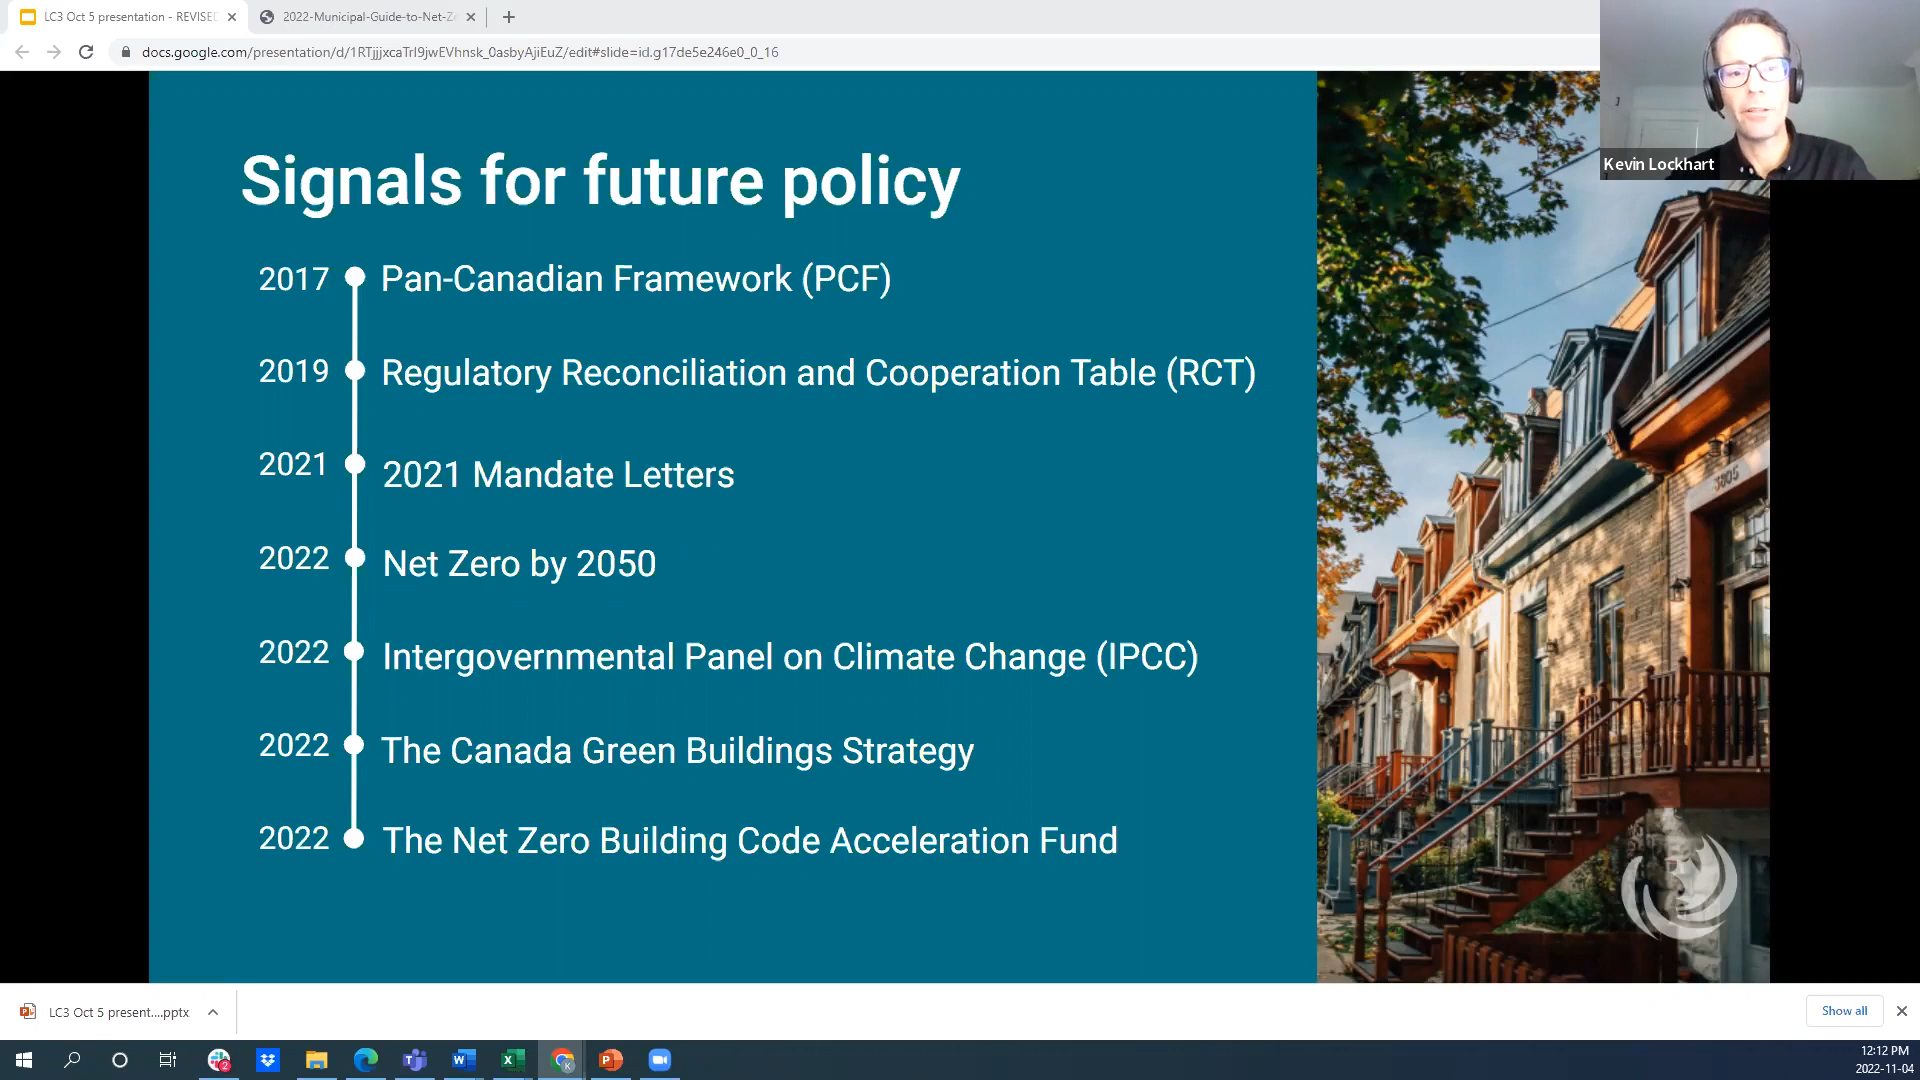 LC3 Oct 5 presentation - REVISED
2022-Municipal-Guide-to-Net-Ze
docs.google.com/presentation/d/1RTjjjxcaTrl9jwEVhnsk_0asbyAjiEuZ/edit#slide=id.g17de5e246e0_0_16
Kevin Lockhart
Signals for future policy
2017 Pan-Canadian Framework (PCF)
2019 Regulatory Reconciliation and Cooperation Table (RCT)
2021 2021 Mandate Letters
2022 Net Zero by 2050
2022 Intergovernmental Panel on Climate Change (IPCC)
2022 The Canada Green Buildings Strategy
2022 The Net Zero Building Code Acceleration Fund
3805
LC3 Oct 5 present....pptx
Show all
2
12:12 PM
2022-11-04